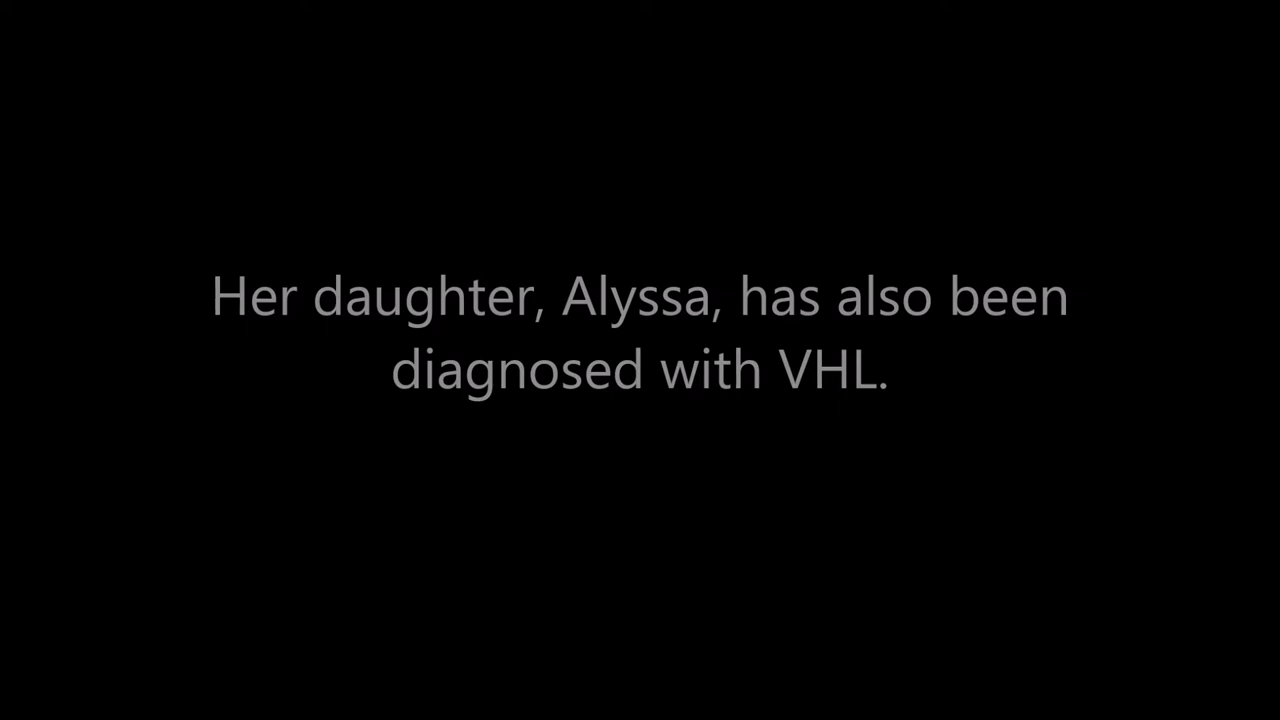 Her daughter, Alyssa, has also been
diagnosed with VHL.